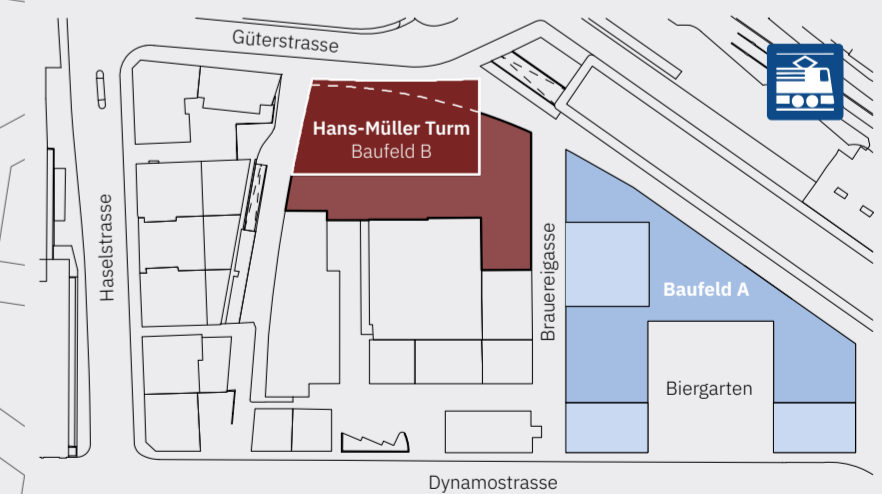 Güterstrasse
Hans-Müller Turm
Baufeld B
Haselstrasse
Brauereigasse
Baufeld A
Biergarten
Dynamostrasse